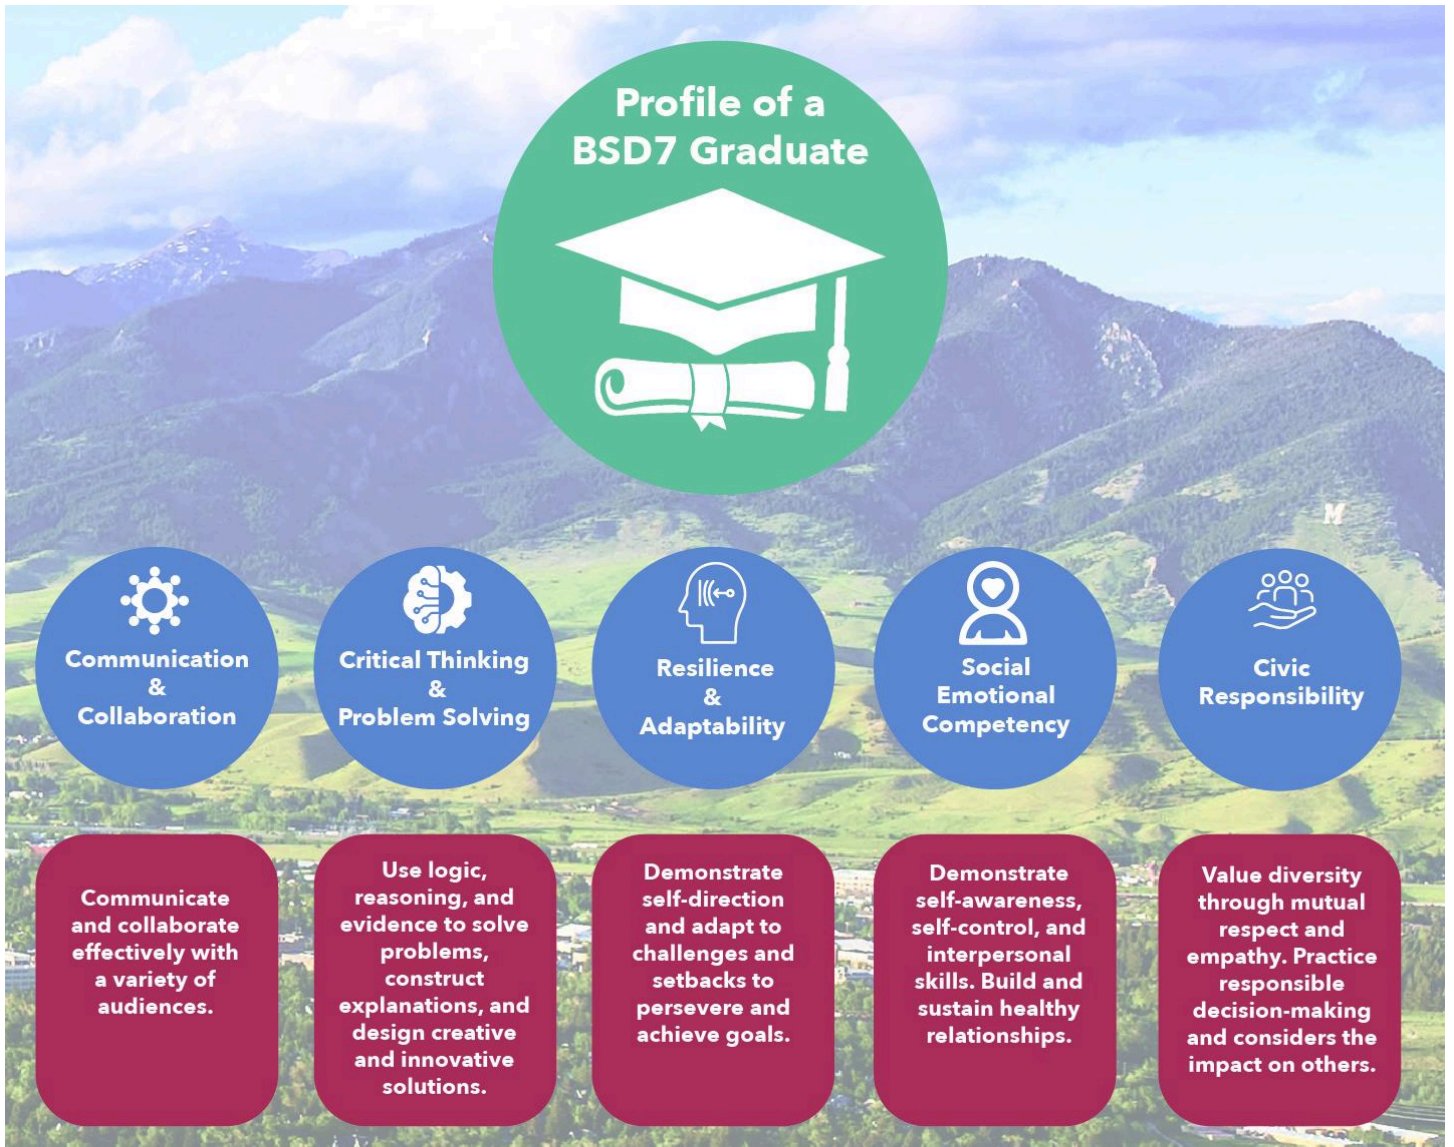 Profile of a
BSD7 Graduate
M
Communication
&
Collaboration
Critical Thinking
&
Problem Solving
Resilience
&
Adaptability
Social
Emotional
Competency
Civic
Responsibility
Communicate
and collaborate
effectively with
a variety of
audiences.
Use logic,
reasoning, and
evidence to solve
problems,
construct
explanations, and
design creative
and innovative
solutions.
Demonstrate
self-direction
and adapt to
challenges and
setbacks to
persevere and
achieve goals.
Demonstrate
self-awareness,
self-control, and
interpersonal
skills. Build and
sustain healthy
relationships.
Value diversity
through mutual
respect and
empathy. Practice
responsible
decision-making
and considers the
impact on others.